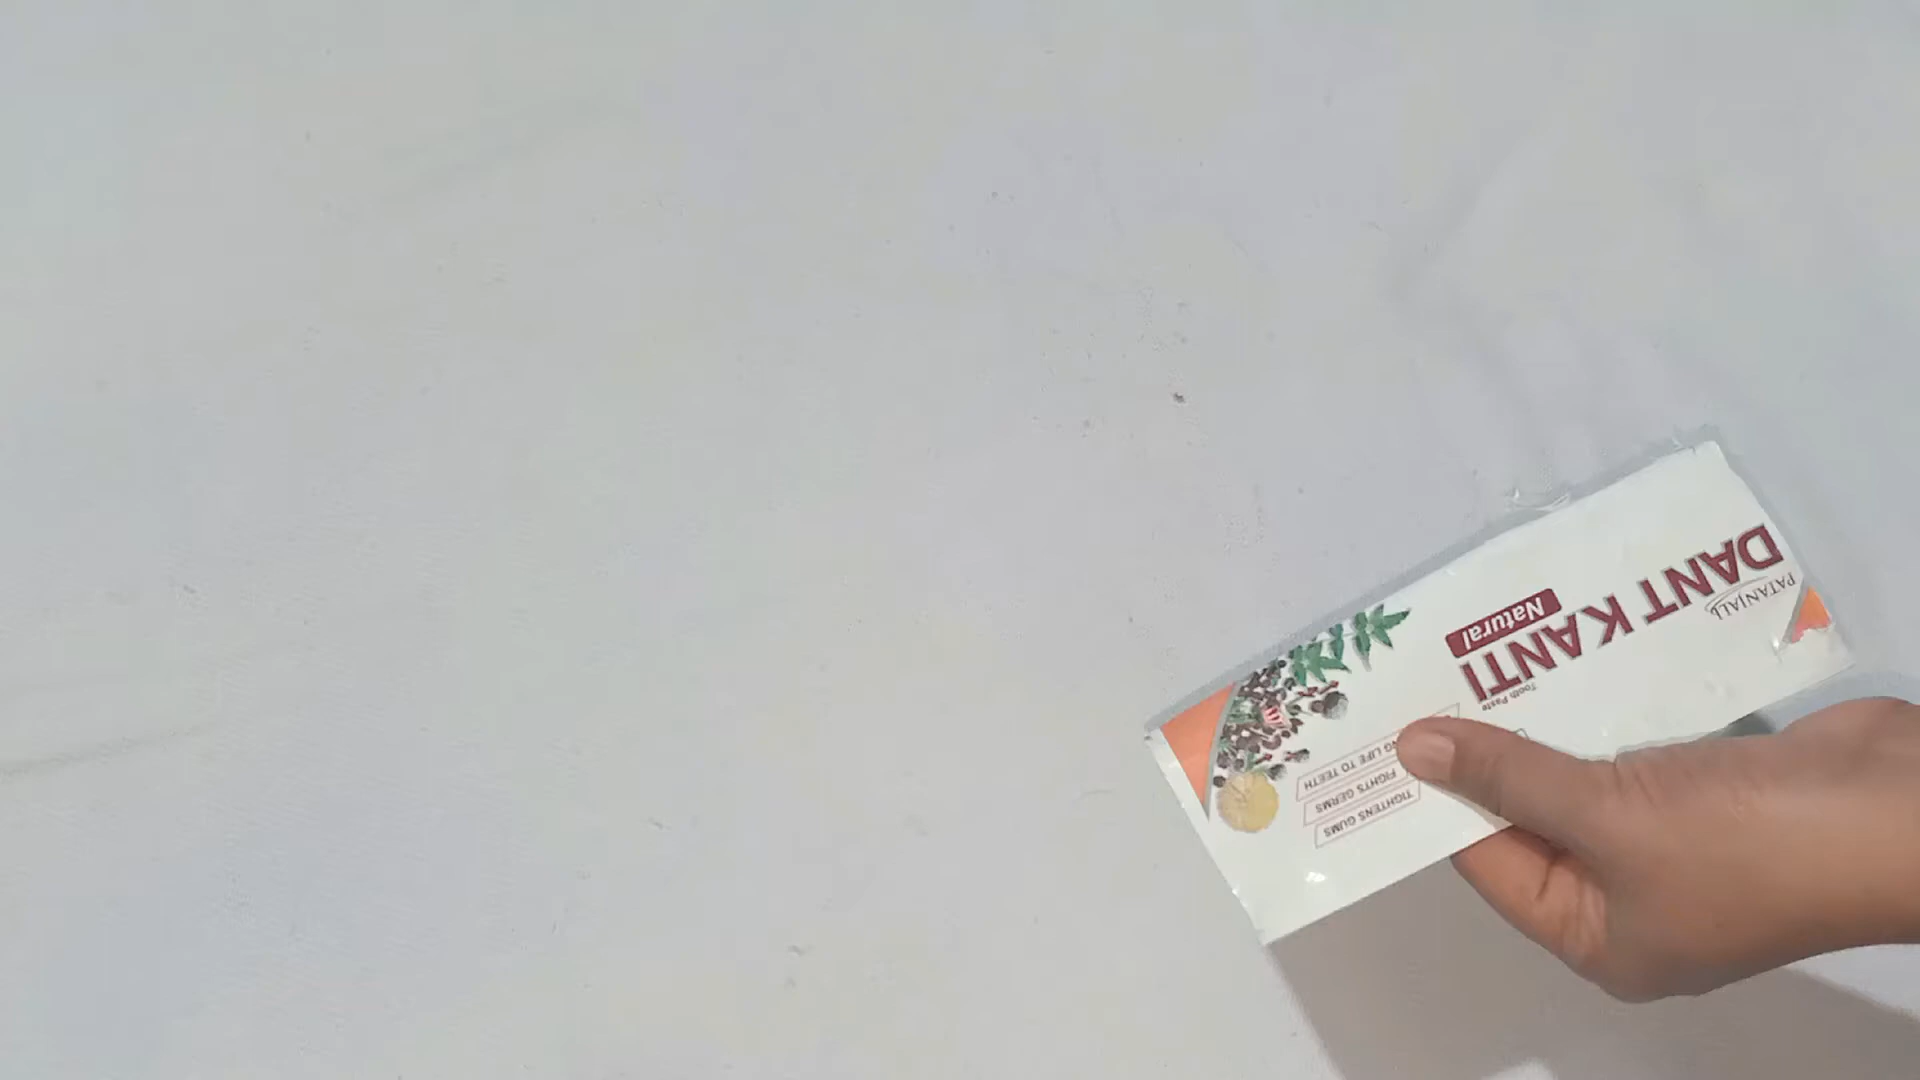 PATANJALI
DANT KANTI
Natural
Tooth Paste
LIFE TO TEETH
FIGHTS GERMS
TIGHTENS GUMS